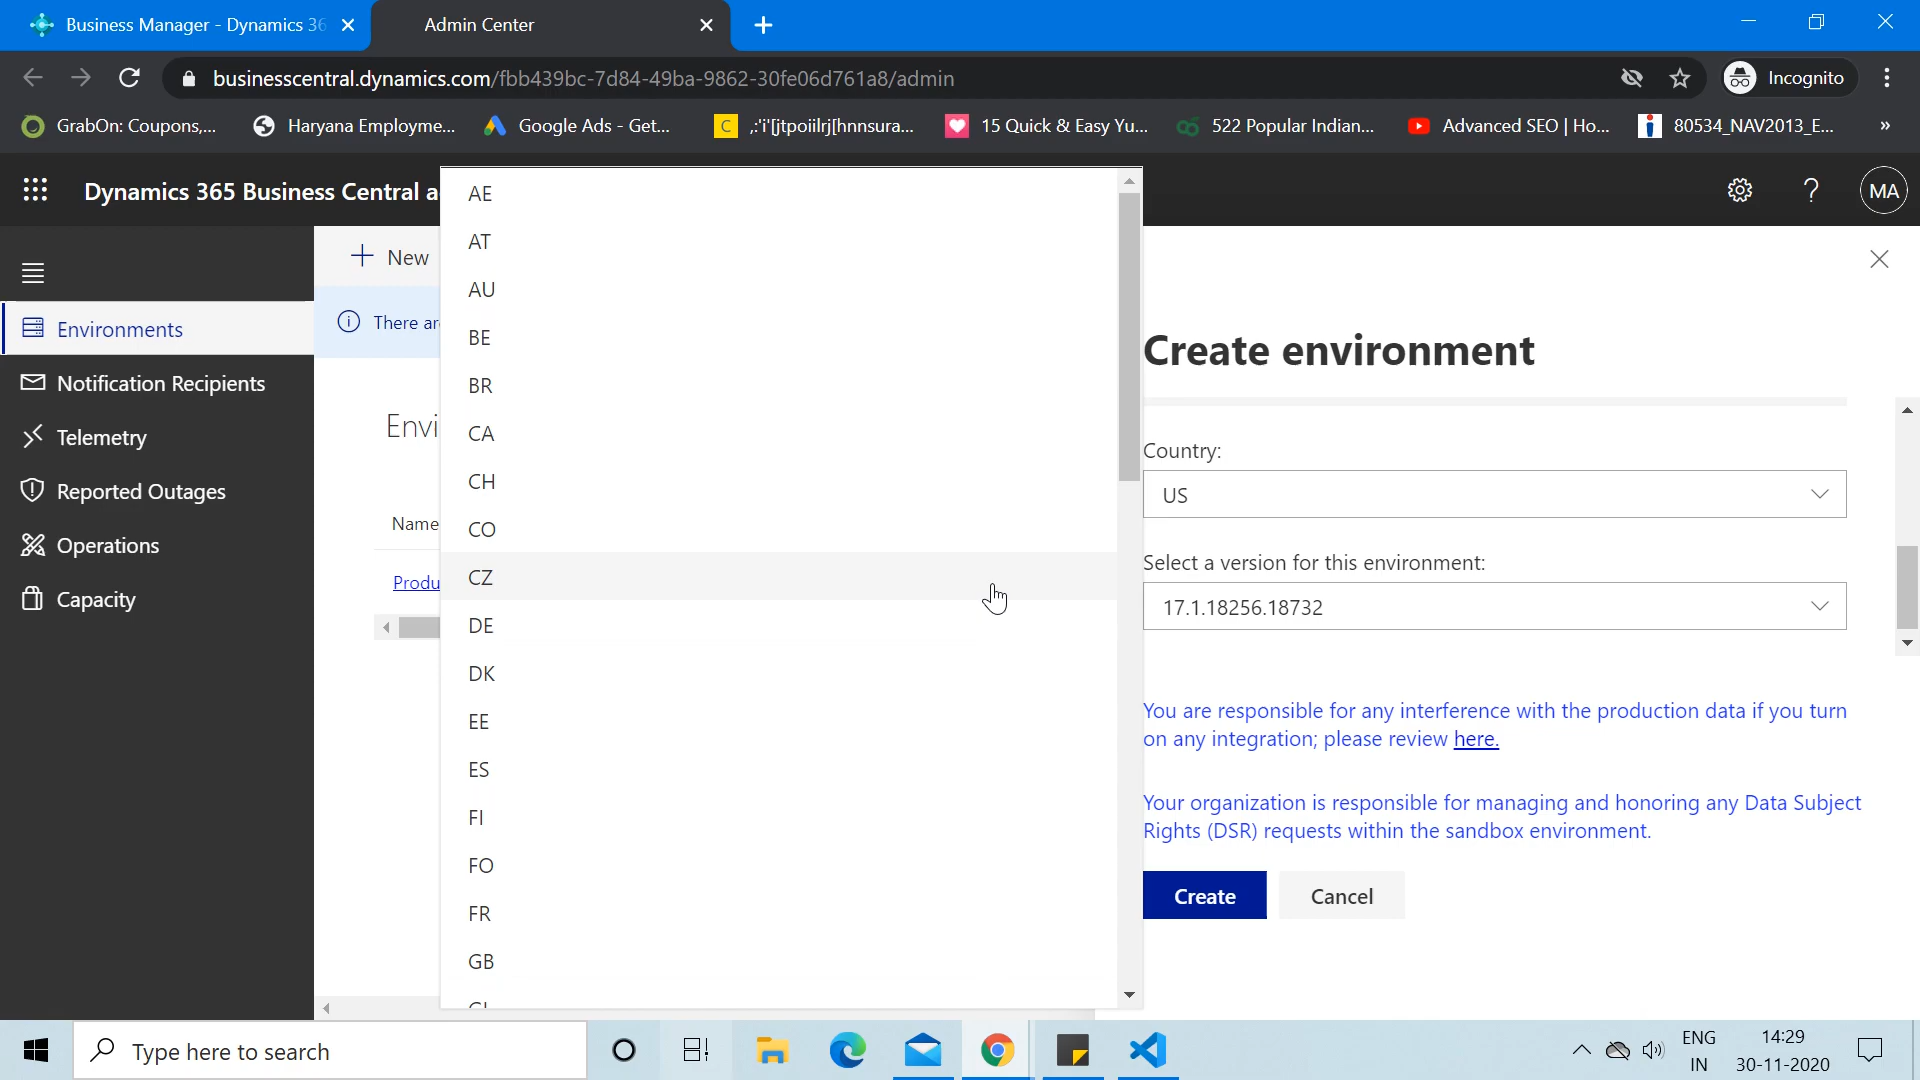 Business Manager - Dynamics 36
Admin Center
businesscentral.dynamics.com/fbb439bc-7d84-49ba-9862-30fe06d761a8/admin
Incognito
GrabOn: Coupons,...
Haryana Employme...
Google Ads - Get...
C
,:'i'[jtpoiilrj[hnnsura...
15 Quick & Easy Yu...
522 Popular Indian...
Advanced SEO | Ho...
80534_NAV2013_E...
»
Dynamics 365 Business Central a
?
MA
New
There ar
Environments
Notification Recipients
Telemetry
Reported Outages
Operations
Capacity
Envi
Name
Produ
AE
AT
AU
BE
BR
CA
CH
CO
CZ
DE
DK
EE
ES
FI
FO
FR
GB
Create environment
Country:
US
Select a version for this environment:
17.1.18256.18732
You are responsible for any interference with the production data if you turn
on any integration; please review here.
Your organization is responsible for managing and honoring any Data Subject
Rights (DSR) requests within the sandbox environment.
Create
Cancel
Type here to search
ENG
IN
14:29
30-11-2020